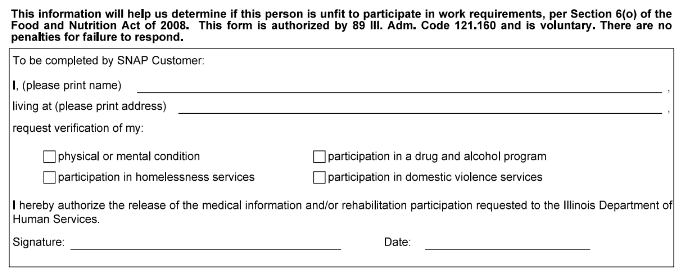 This information will help us determine if this person is unfit to participate in work requirements, per Section 6(o) of the
Food and Nutrition Act of 2008. This form is authorized by 89 Ill. Adm. Code 121.160 and is voluntary. There are no
penalties for failure to respond.
To be completed by SNAP Customer:
I, (please print name) ,
living at (please print address) ,
request verification of my:
physical or mental condition participation in a drug and alcohol program
participation in homelessness services participation in domestic violence services
I hereby authorize the release of the medical information and/or rehabilitation participation requested to the Illinois Department of
Human Services.
Signature: Date: